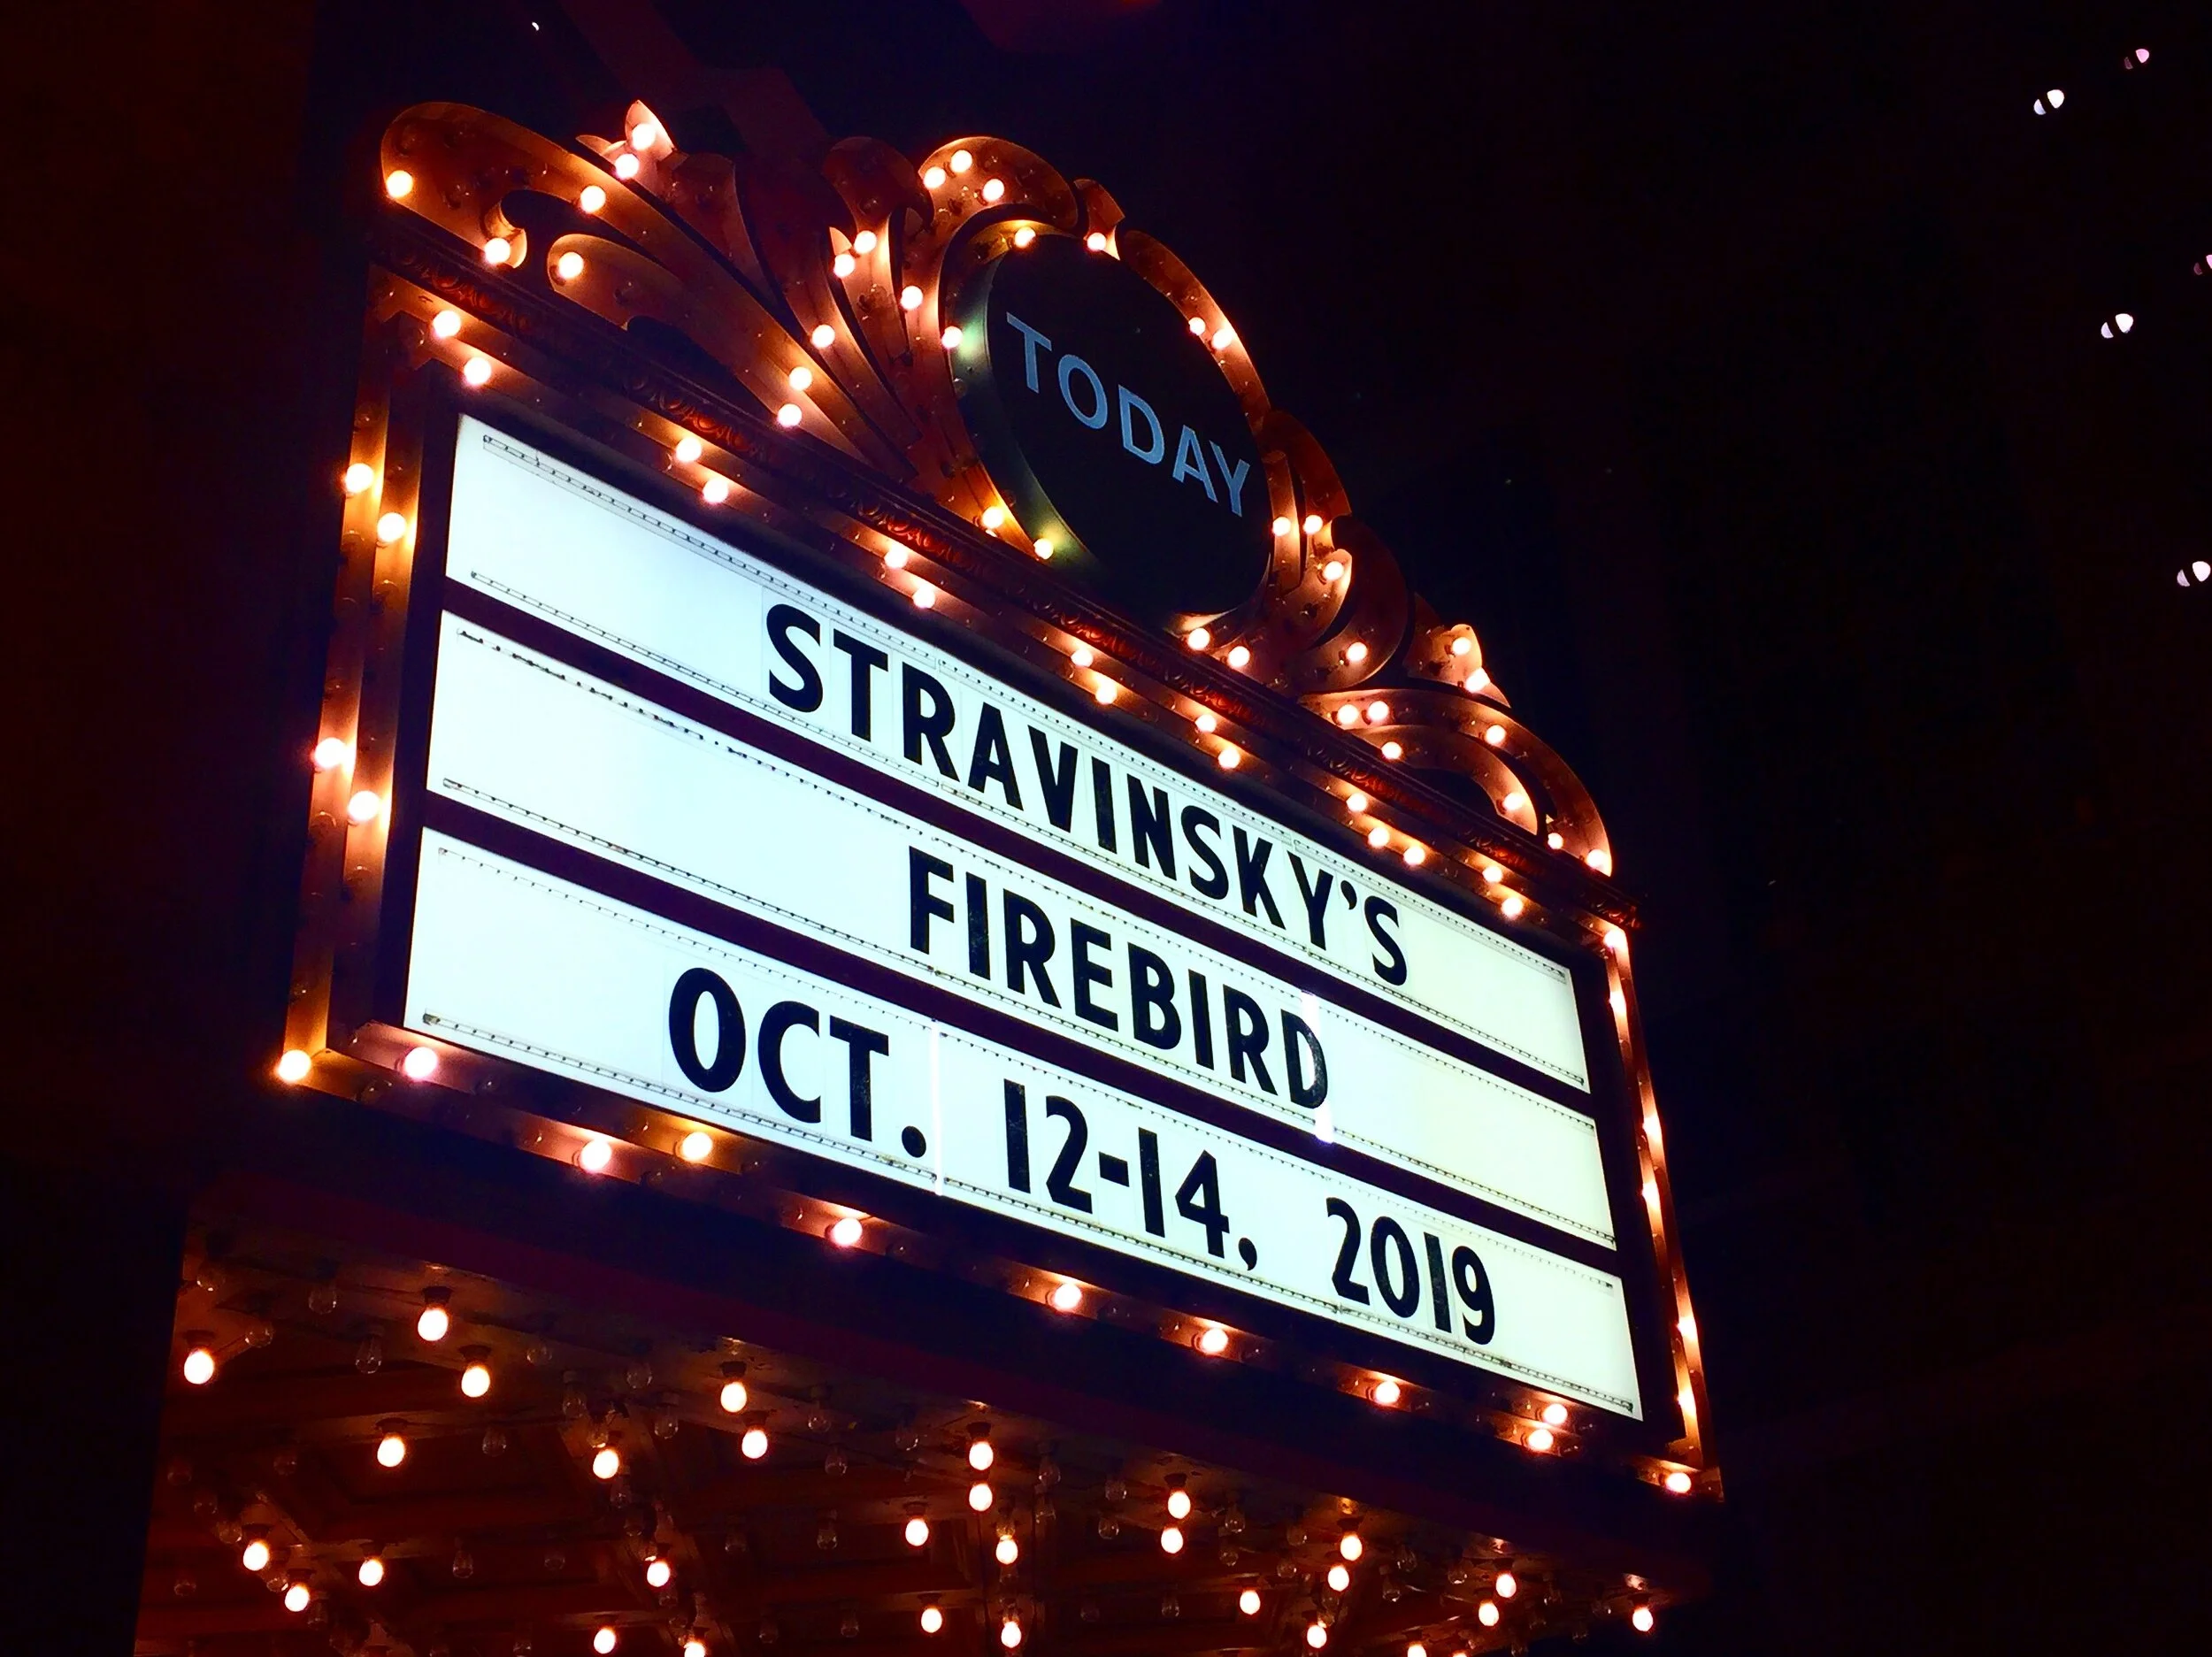 TODAY
STRAVINSKY'S
FIREBIRD
OCT. 12-14, 2019